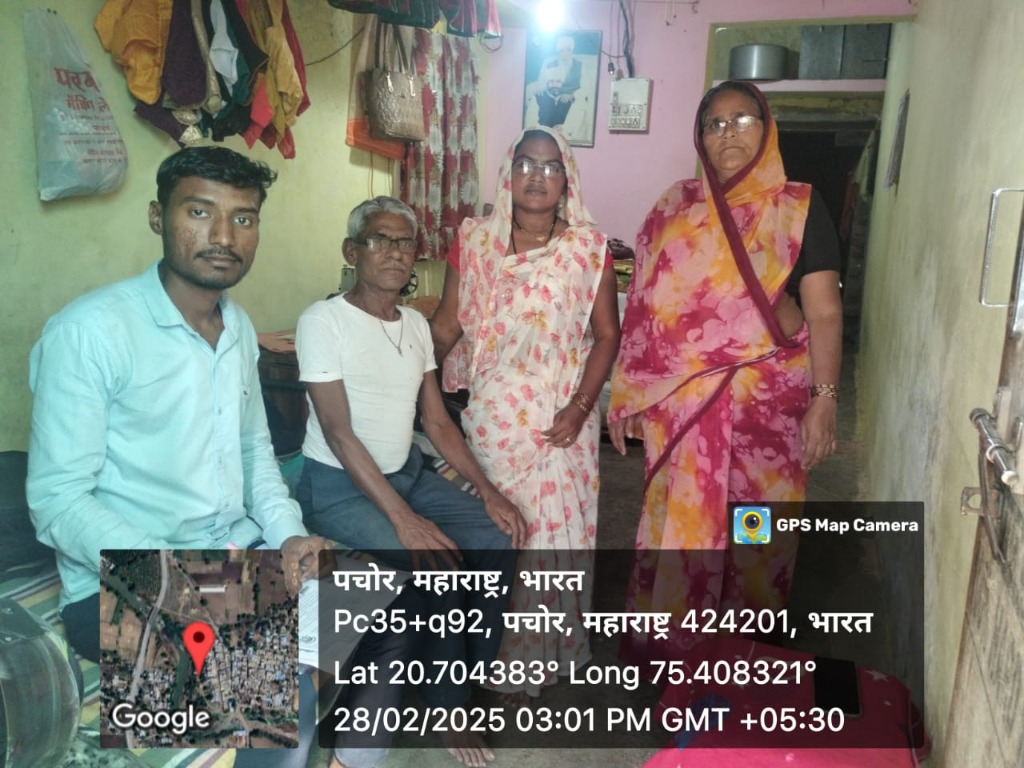 GPS Map Camera
पचोर, महाराष्ट्र, भारत
Pc35+q92, पचोर, महाराष्ट्र 424201, भारत
Lat 20.704383° Long 75.408321°
28/02/2025 03:01 PM GMT +05:30
Google